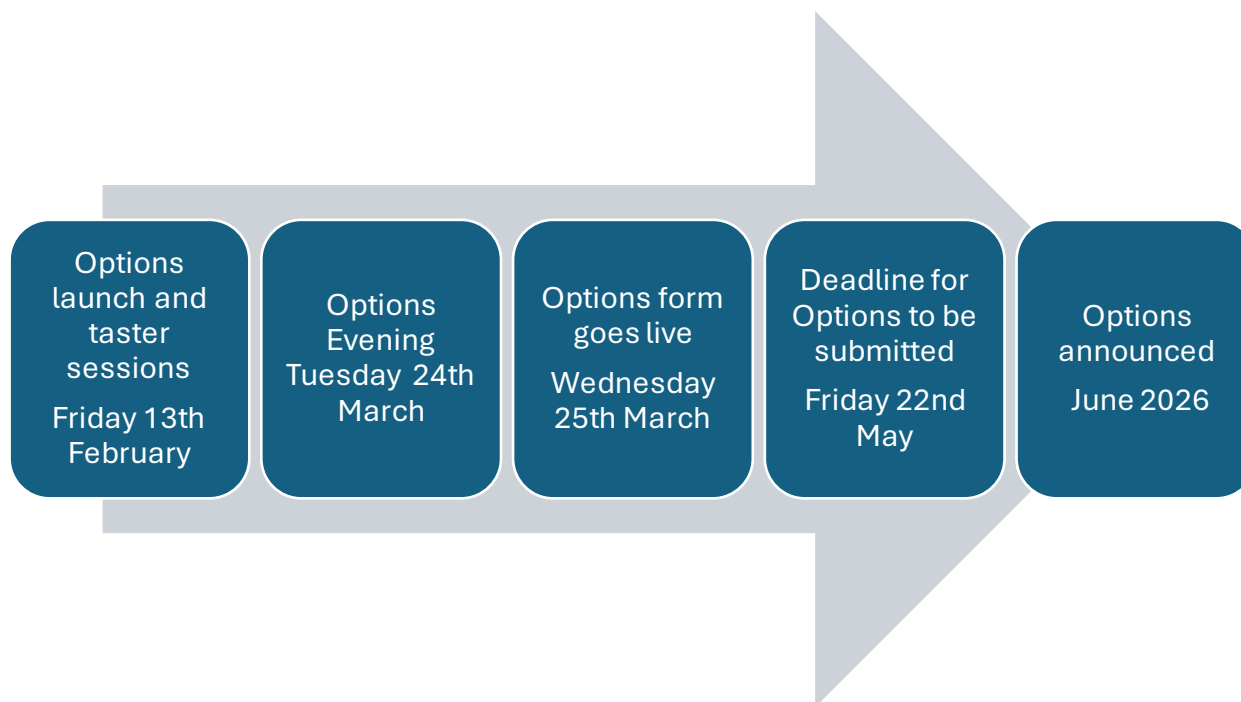 Options
launch and
taster
sessions
Friday 13th
February
Options
Evening
Tuesday 24th
March
Options form
goes live
Wednesday
25th March
Deadline for
Options to be
submitted
Friday 22nd
May
Options
announced
June 2026